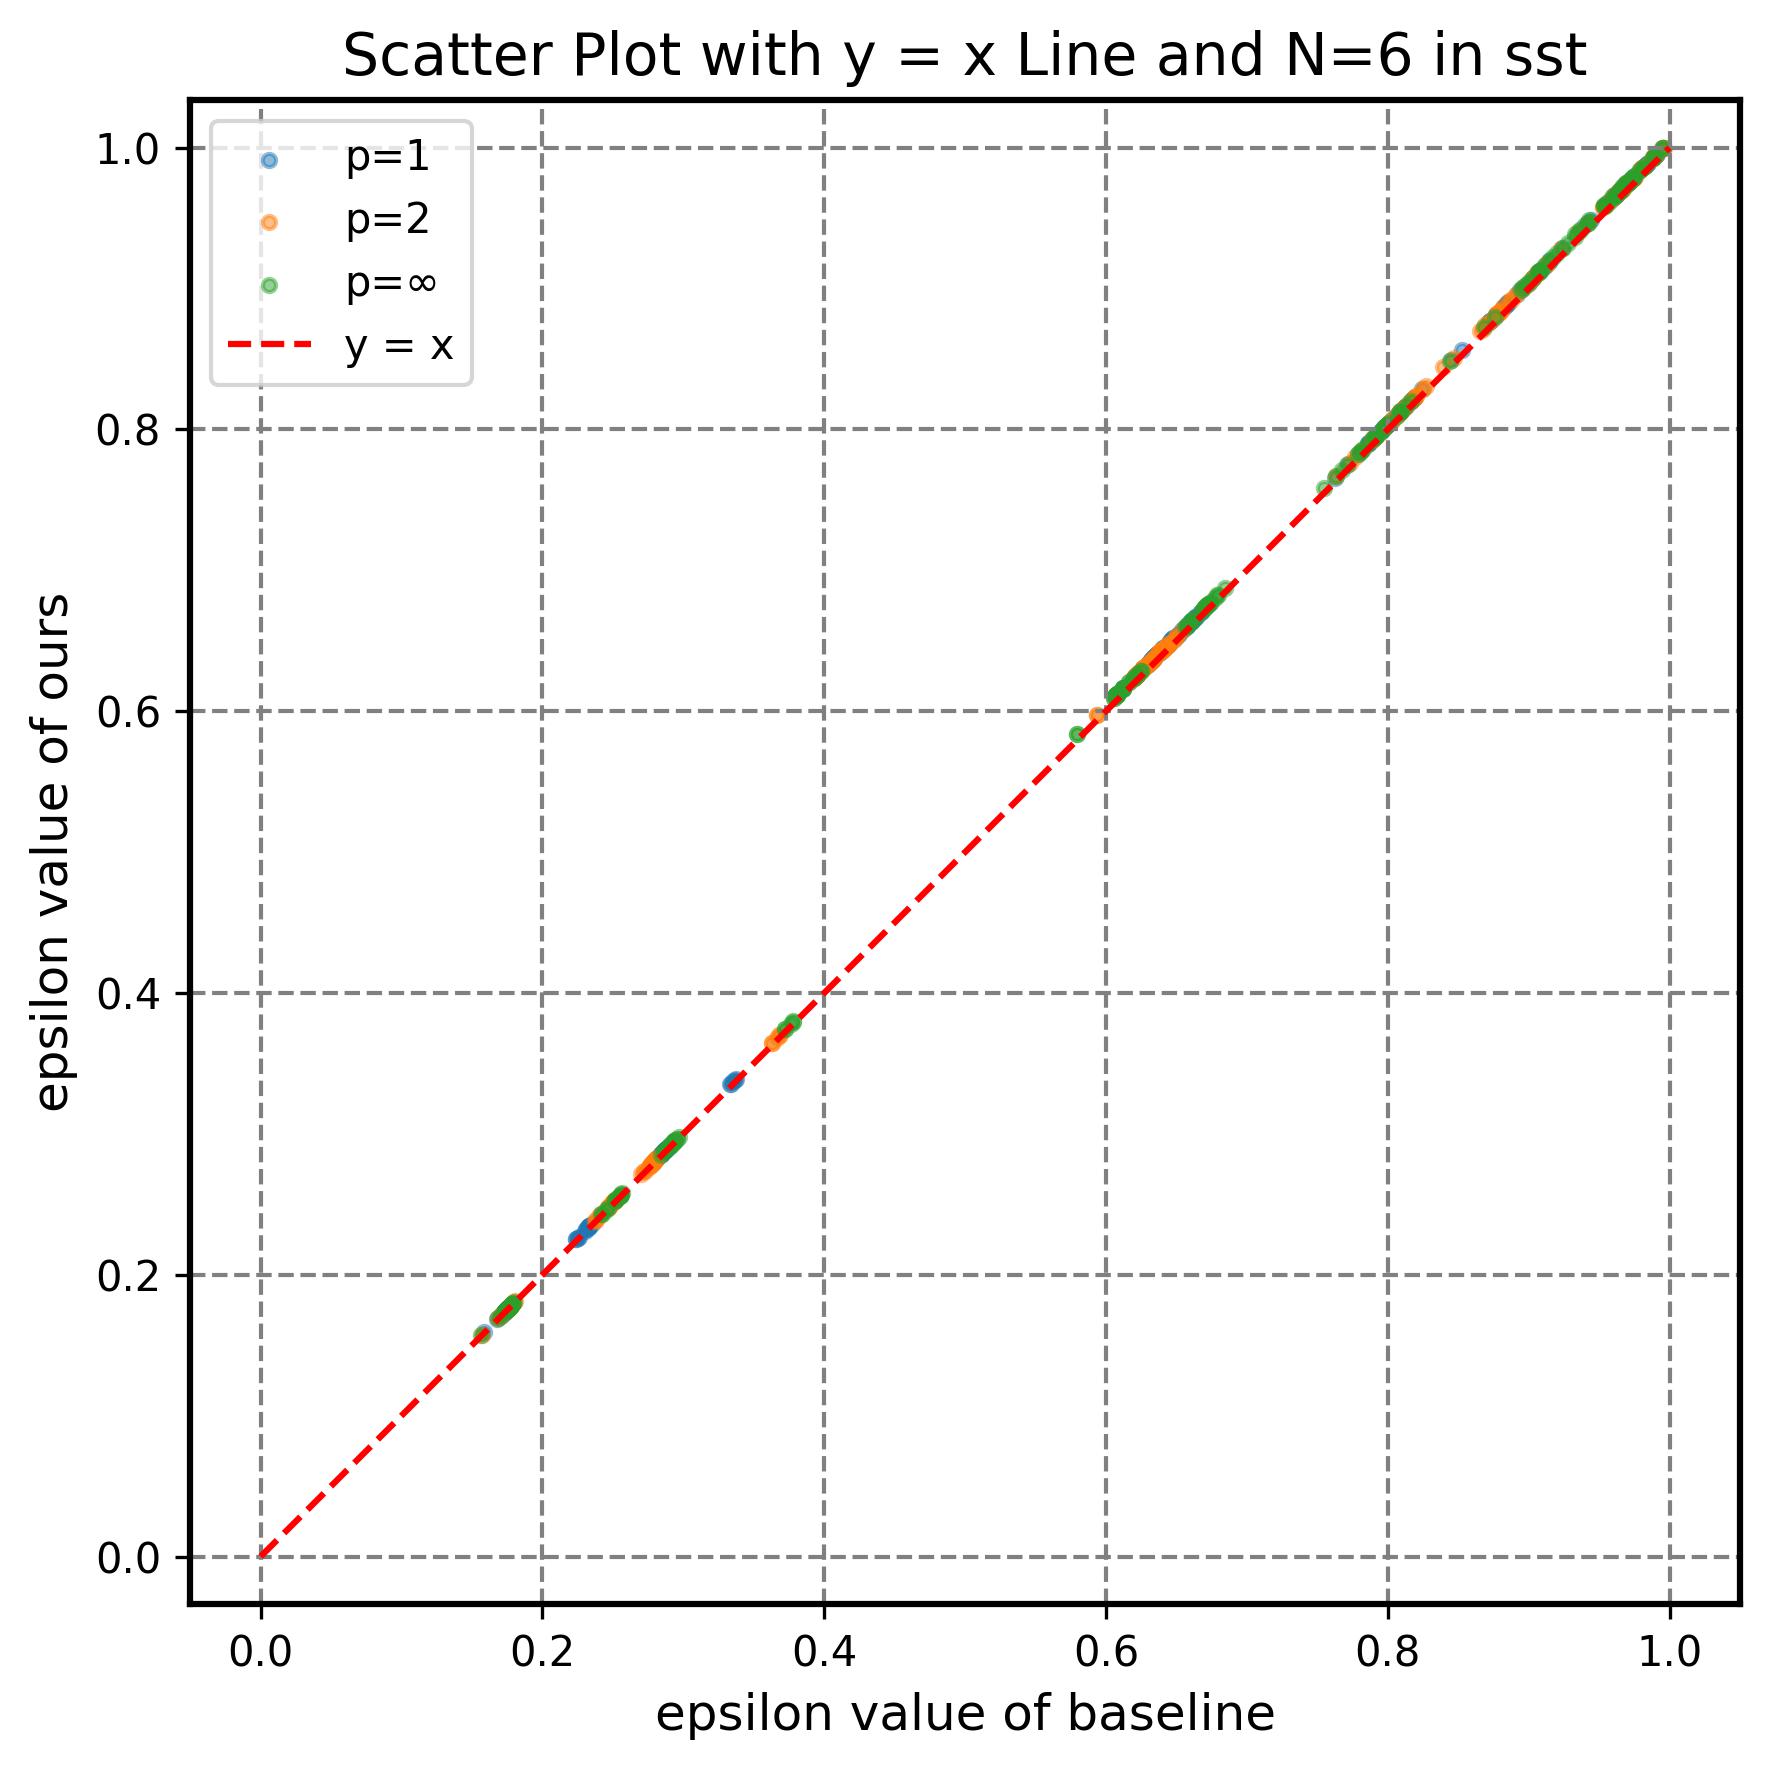 Scatter Plot with y = x Line and N=6 in sst
p=1
p=2
p=∞
y = x
1.0
0.8
0.6
0.4
0.2
0.0
epsilon value of ours
0.0 0.2 0.4 0.6 0.8 1.0
epsilon value of baseline